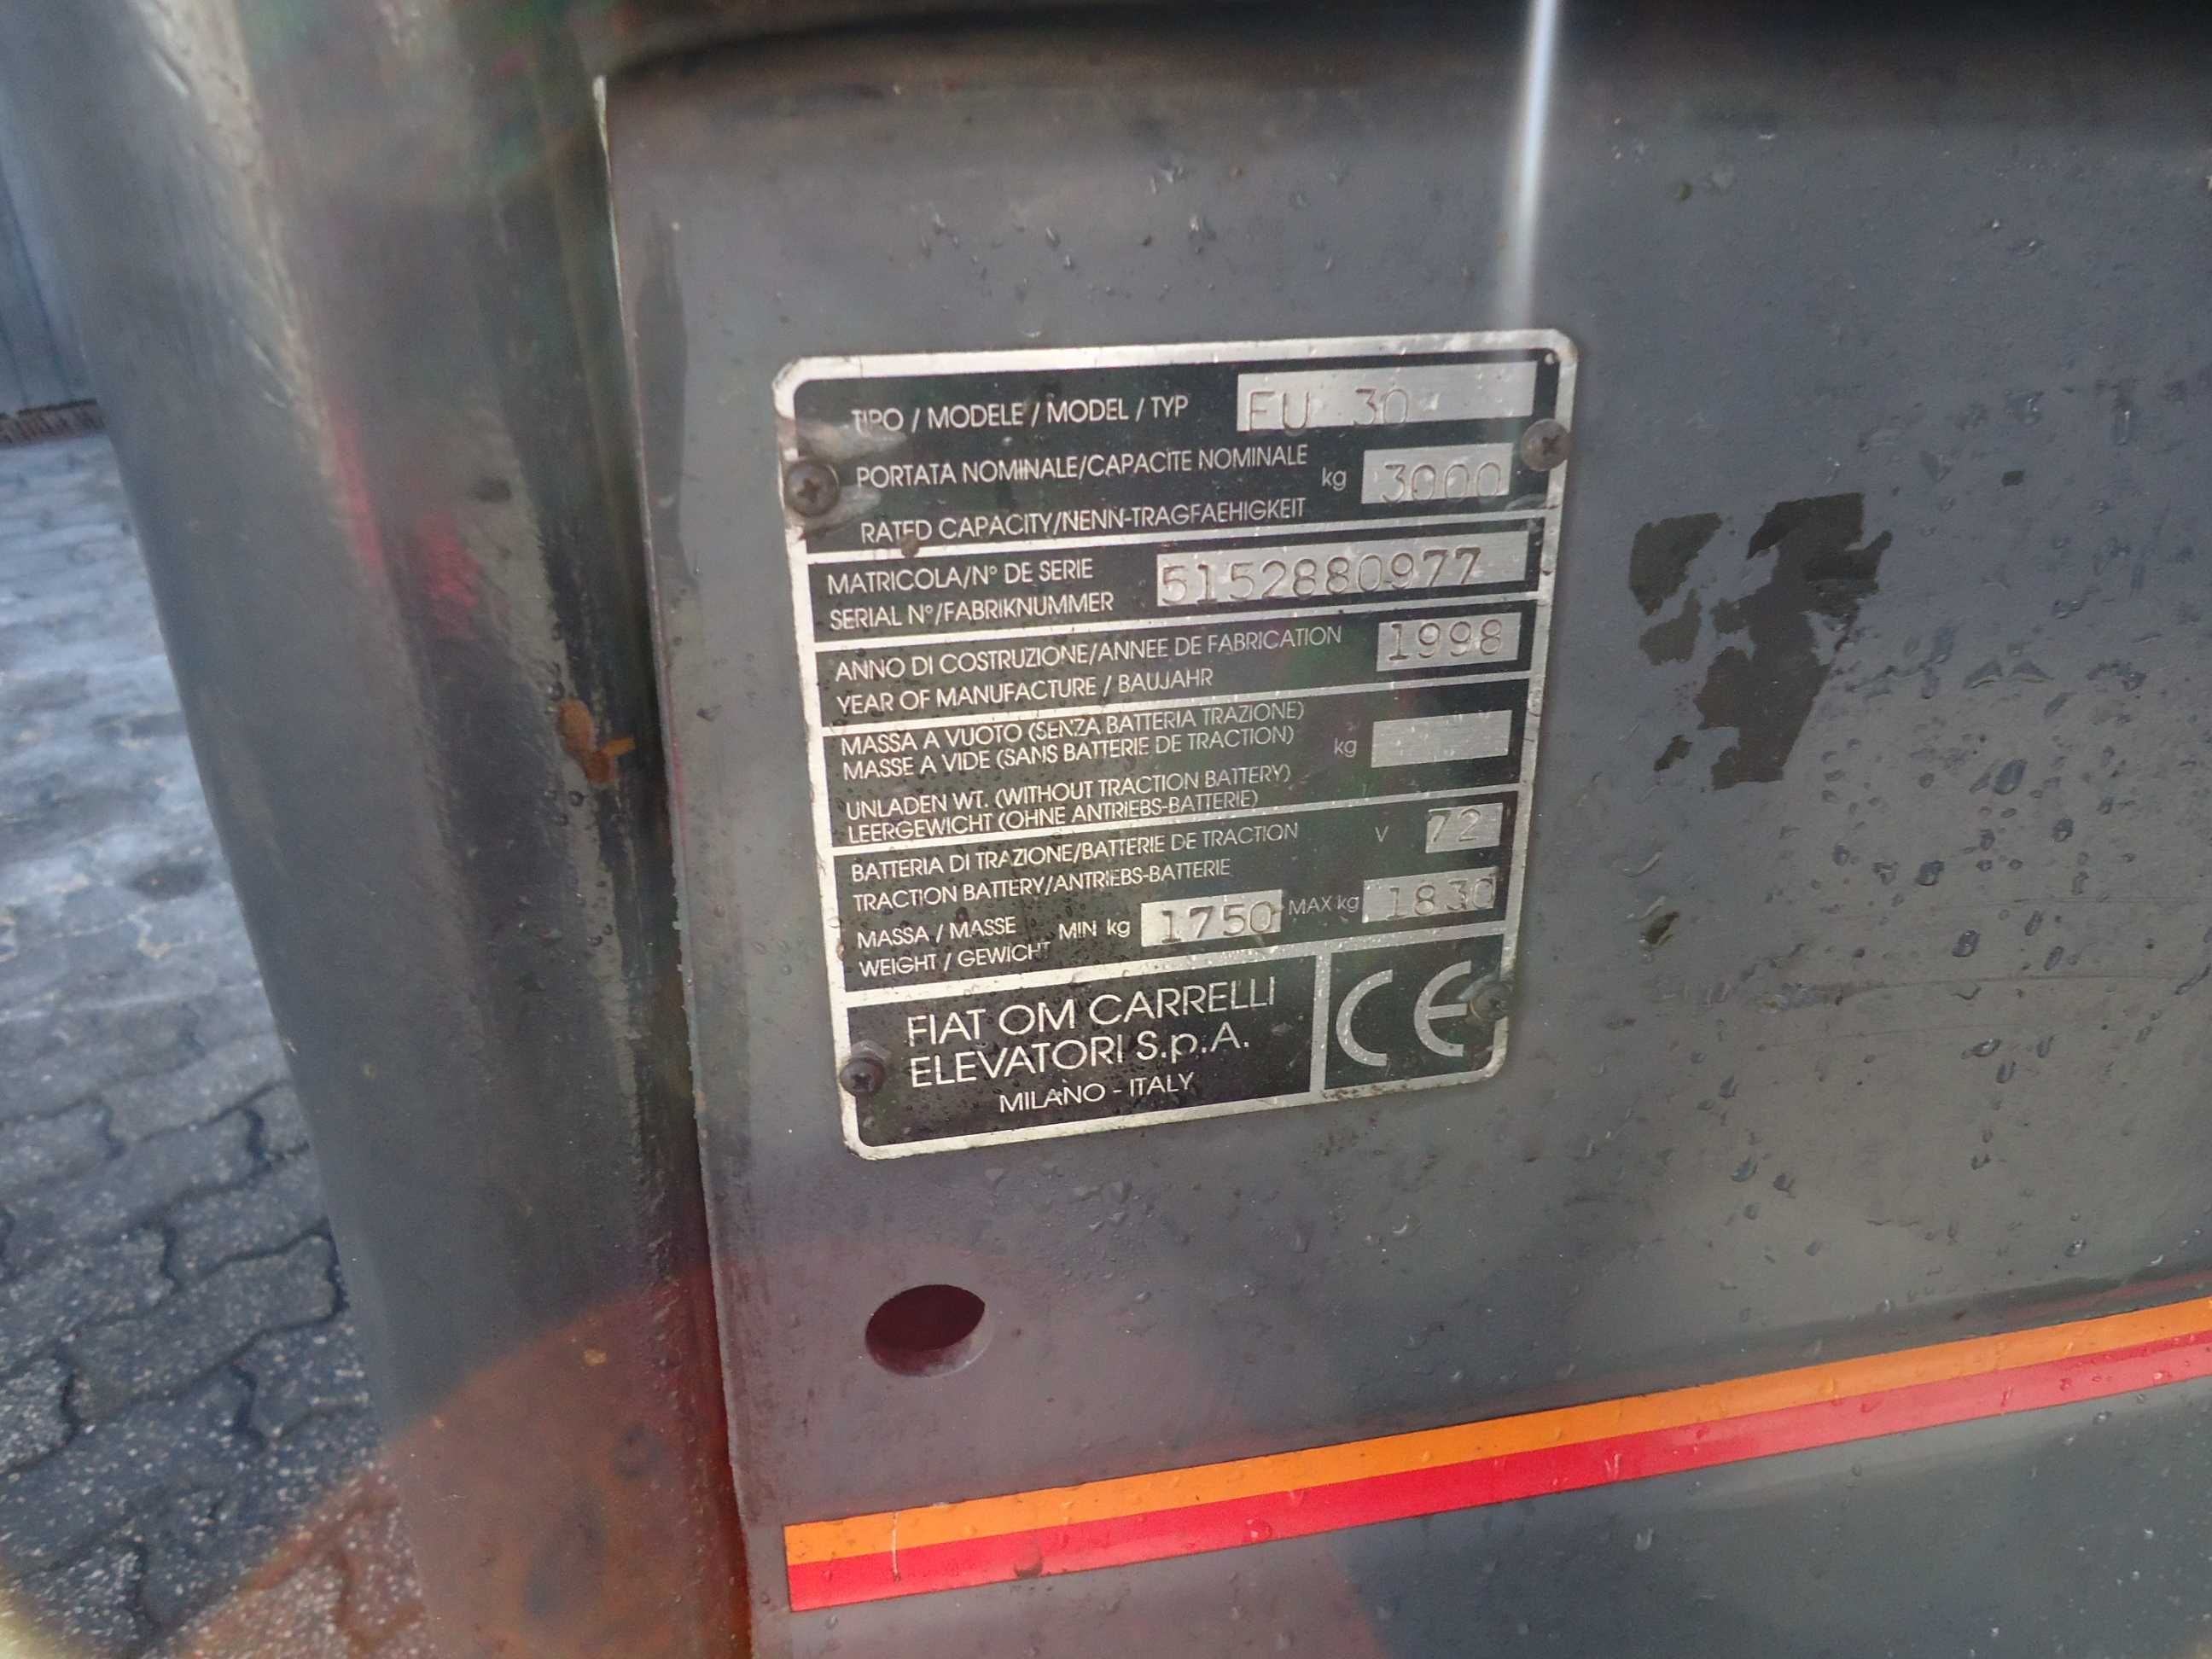 TIPO / MODELE / MODEL / TYP EU 30
PORTATA NOMINALE/CAPACITE NOMINALE
kg 3000
RATED CAPACITY/NENN-TRAGFAEHIGKEIT
MATRICOLA/N° DE SERIE
5152880977
SERIAL N°/FABRIKNUMMER
ANNO DI COSTRUZIONE/ANNEE DE FABRICATION
1998
YEAR OF MANUFACTURE / BAUJAHR
MASSA A VUOTO (SENZA BATTERIA TRAZIONE)
MASSE A VIDE (SANS BATTERIE DE TRACTION)
kg
UNLADEN WT. (WITHOUT TRACTION BATTERY)
LEERGEWICHT (OHNE ANTRIEBS-BATTERIE)
BATTERIA DI TRAZIONE/BATTERIE DE TRACTION
V 72
TRACTION BATTERY/ANTRIEBS-BATTERIE
MASSA / MASSE
MIN kg 1750 MAX kg 1830
WEIGHT / GEWICHT
FIAT OM CARRELLI
ELEVATORI S.p.A.
MILANO - ITALY
CE